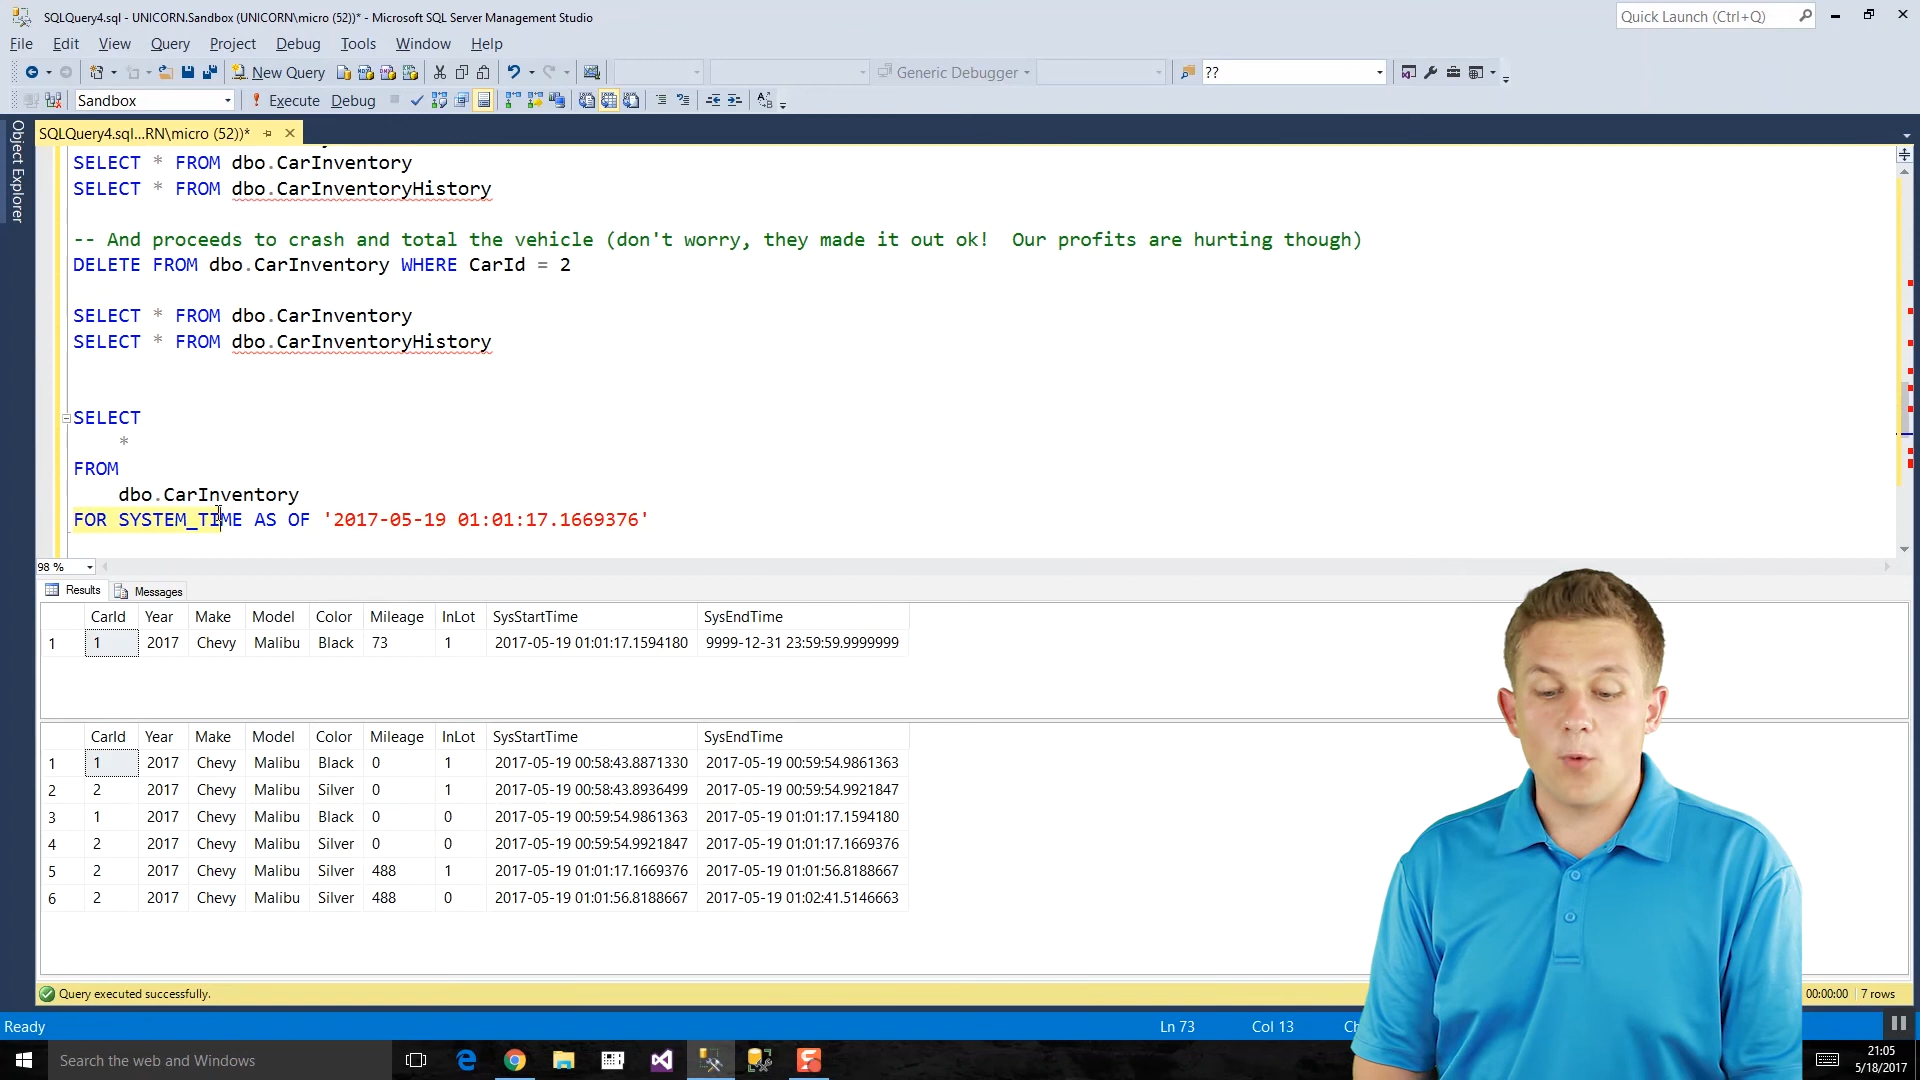 SQLQuery4.sql - UNICORN.Sandbox (UNICORN\micro (52))* - Microsoft SQL Server Management Studio
Quick Launch (Ctrl+Q)
File Edit View Query Project Debug Tools Window Help
New Query Generic Debugger ??
Sandbox Execute Debug
Object Explorer
SQLQuery4.sql...RN\micro (52))*
SELECT * FROM dbo.CarInventory
SELECT * FROM dbo.CarInventoryHistory
-- And proceeds to crash and total the vehicle (don't worry, they made it out ok!  Our profits are hurting though)
DELETE FROM dbo.CarInventory WHERE CarId = 2
SELECT * FROM dbo.CarInventory
SELECT * FROM dbo.CarInventoryHistory
SELECT
*
FROM
dbo.CarInventory
FOR SYSTEM_TIME AS OF '2017-05-19 01:01:17.1669376'
98 %
Results Messages
CarId Year Make Model Color Mileage InLot SysStartTime SysEndTime
1 1 2017 Chevy Malibu Black 73 1 2017-05-19 01:01:17.1594180 9999-12-31 23:59:59.9999999
CarId Year Make Model Color Mileage InLot SysStartTime SysEndTime
1 1 2017 Chevy Malibu Black 0 1 2017-05-19 00:58:43.8871330 2017-05-19 00:59:54.9861363
2 2 2017 Chevy Malibu Silver 0 1 2017-05-19 00:58:43.8936499 2017-05-19 00:59:54.9921847
3 1 2017 Chevy Malibu Black 0 0 2017-05-19 00:59:54.9861363 2017-05-19 01:01:17.1594180
4 2 2017 Chevy Malibu Silver 0 0 2017-05-19 00:59:54.9921847 2017-05-19 01:01:17.1669376
5 2 2017 Chevy Malibu Silver 488 1 2017-05-19 01:01:17.1669376 2017-05-19 01:01:56.8188667
6 2 2017 Chevy Malibu Silver 488 0 2017-05-19 01:01:56.8188667 2017-05-19 01:02:41.5146663
Query executed successfully. 00:00:00 7 rows
Ready Ln 73 Col 13
Search the web and Windows
21:05
5/18/2017